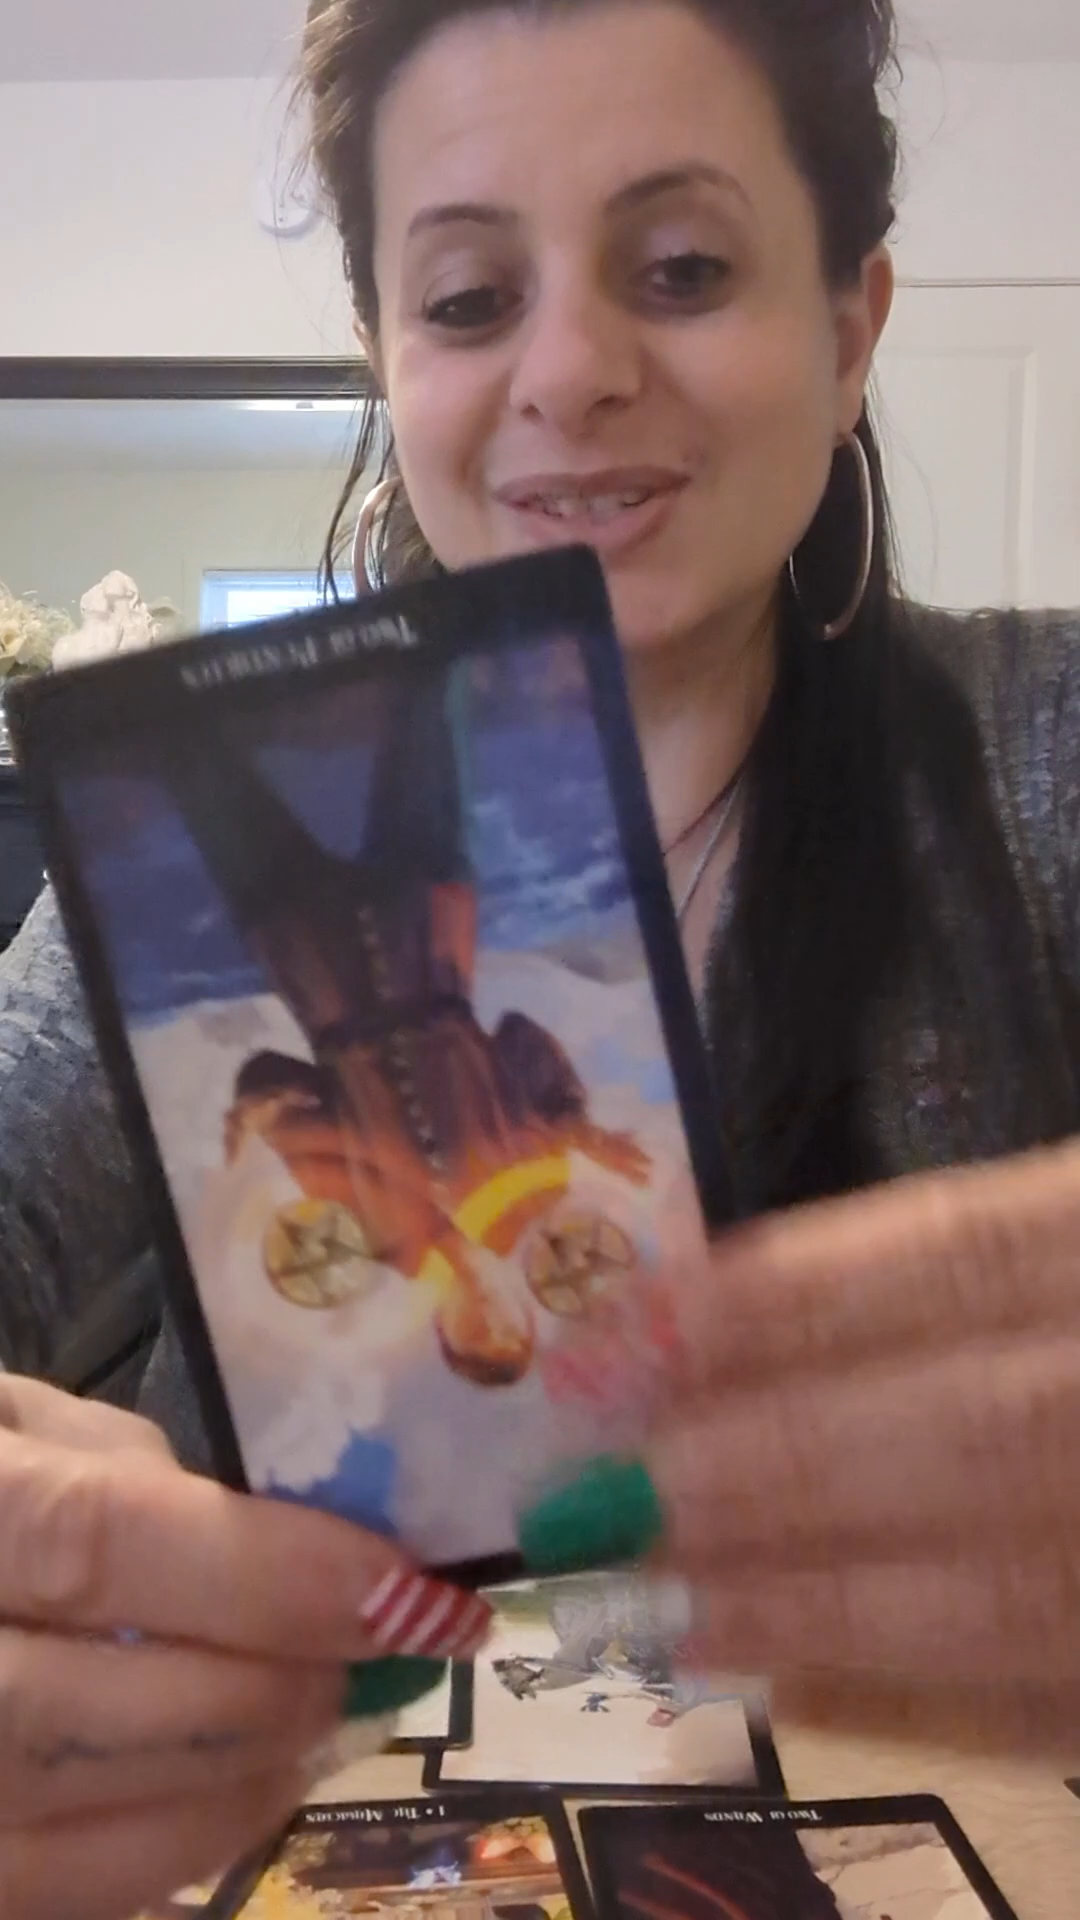 Two of Pentacles
1 • The Magician
Two of Wands